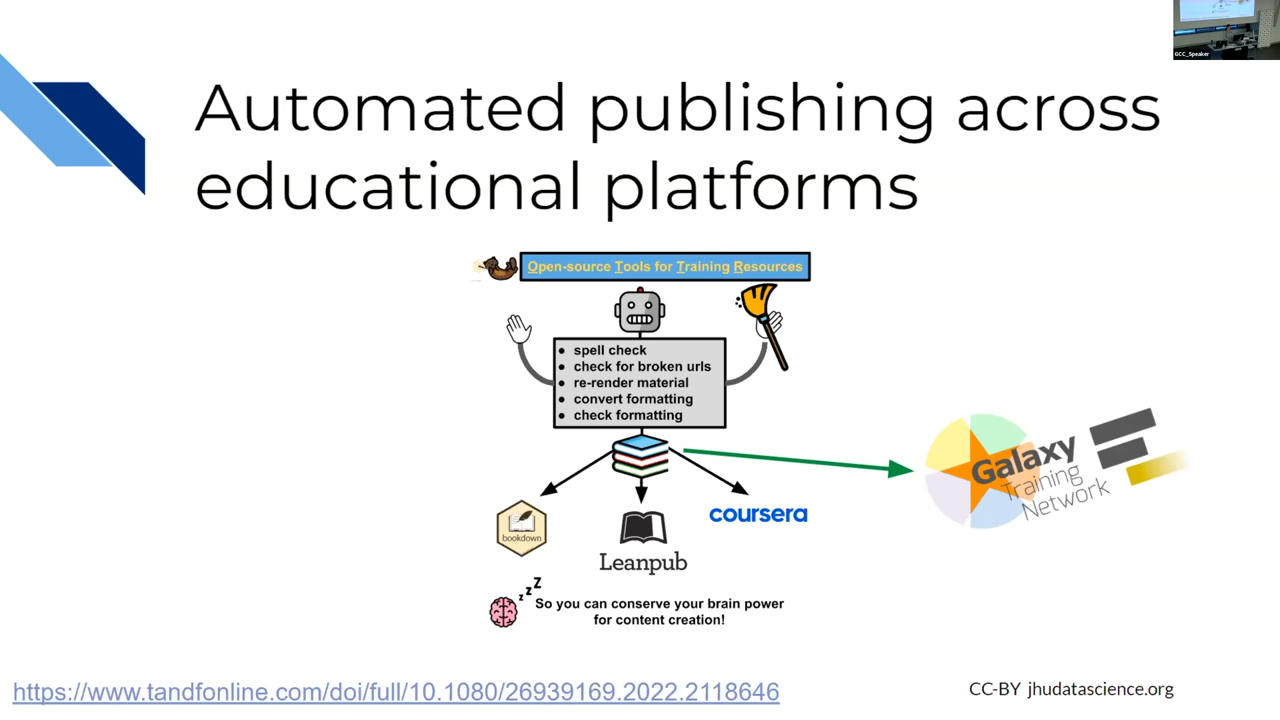 GCC_Speaker
Automated publishing across
educational platforms
Open-source Tools for Training Resources
spell check
check for broken urls
re-render material
convert formatting
check formatting
Galaxy
Training
Network
bookdown
Leanpub
coursera
z z Z
So you can conserve your brain power
for content creation!
https://www.tandfonline.com/doi/full/10.1080/26939169.2022.2118646
CC-BY jhudatascience.org